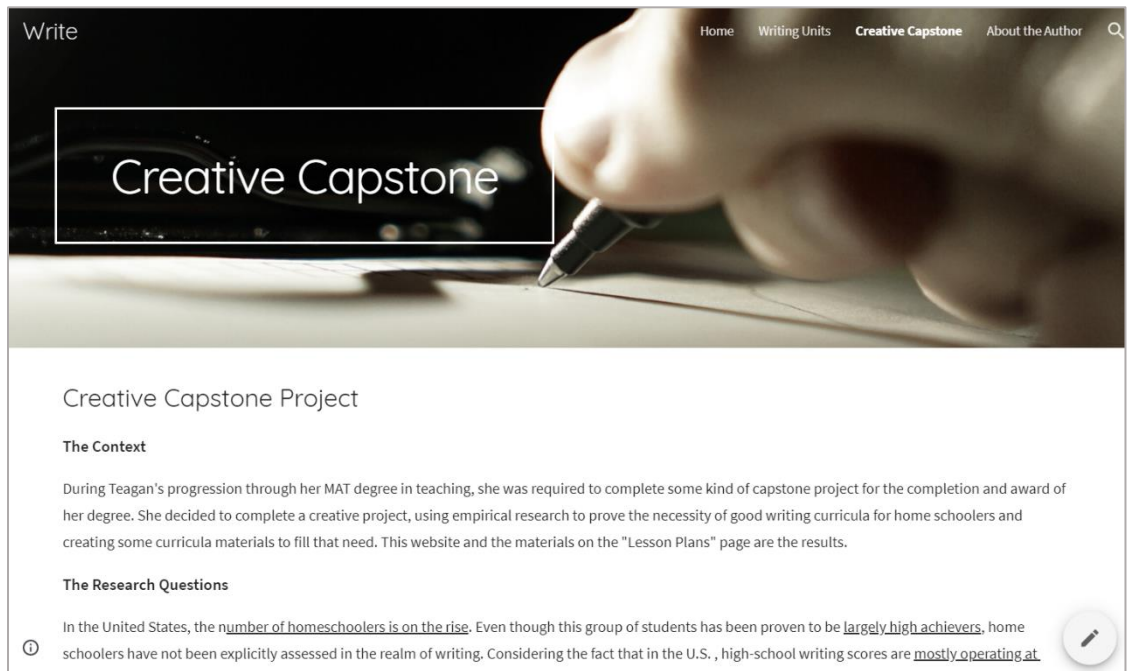 Write
Home Writing Units Creative Capstone About the Author
Creative Capstone
Creative Capstone Project
The Context
During Teagan's progression through her MAT degree in teaching, she was required to complete some kind of capstone project for the completion and award of
her degree. She decided to complete a creative project, using empirical research to prove the necessity of good writing curricula for home schoolers and
creating some curricula materials to fill that need. This website and the materials on the "Lesson Plans" page are the results.
The Research Questions
In the United States, the number of homeschoolers is on the rise. Even though this group of students has been proven to be largely high achievers, home
schoolers have not been explicitly assessed in the realm of writing. Considering the fact that in the U.S. , high-school writing scores are mostly operating at